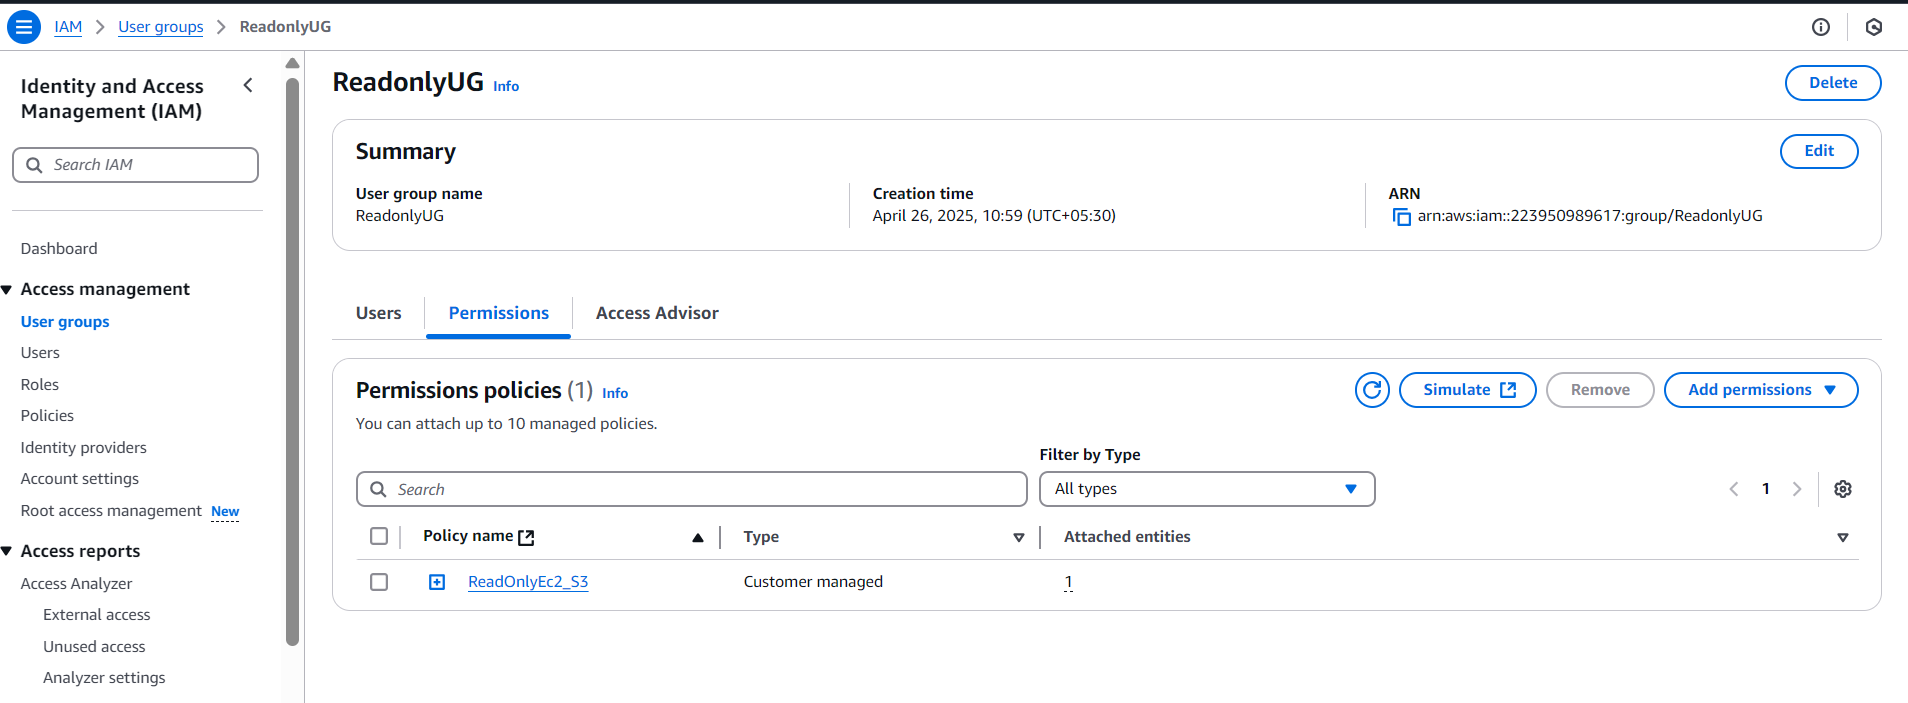 IAM > User groups > ReadonlyUG
Identity and Access
Management (IAM)
Search IAM
Dashboard
Access management
User groups
Users
Roles
Policies
Identity providers
Account settings
Root access management New
Access reports
Access Analyzer
External access
Unused access
Analyzer settings
ReadonlyUG Info
Delete
Summary
Edit
User group name
ReadonlyUG
Creation time
April 26, 2025, 10:59 (UTC+05:30)
ARN
arn:aws:iam::223950989617:group/ReadonlyUG
Users Permissions Access Advisor
Permissions policies (1) Info
Simulate Remove Add permissions
You can attach up to 10 managed policies.
Filter by Type
Search
All types
1
Policy name Type Attached entities
ReadOnlyEc2_S3 Customer managed 1